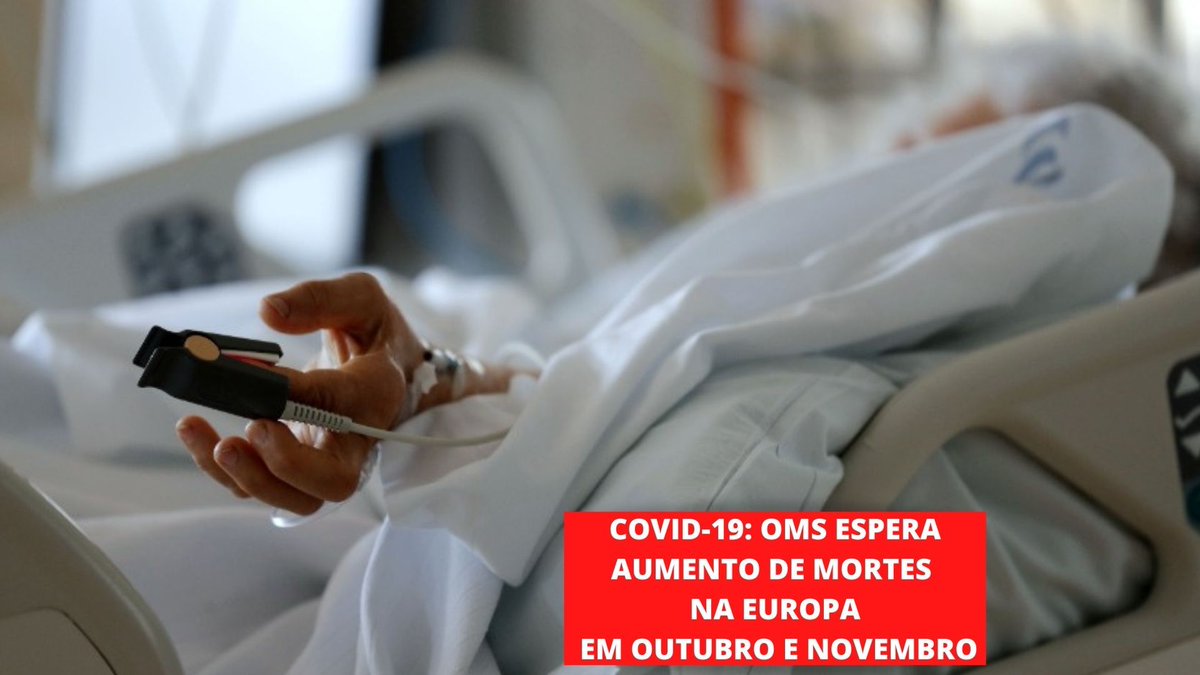 COVID-19: OMS ESPERA
AUMENTO DE MORTES
NA EUROPA
EM OUTUBRO E NOVEMBRO